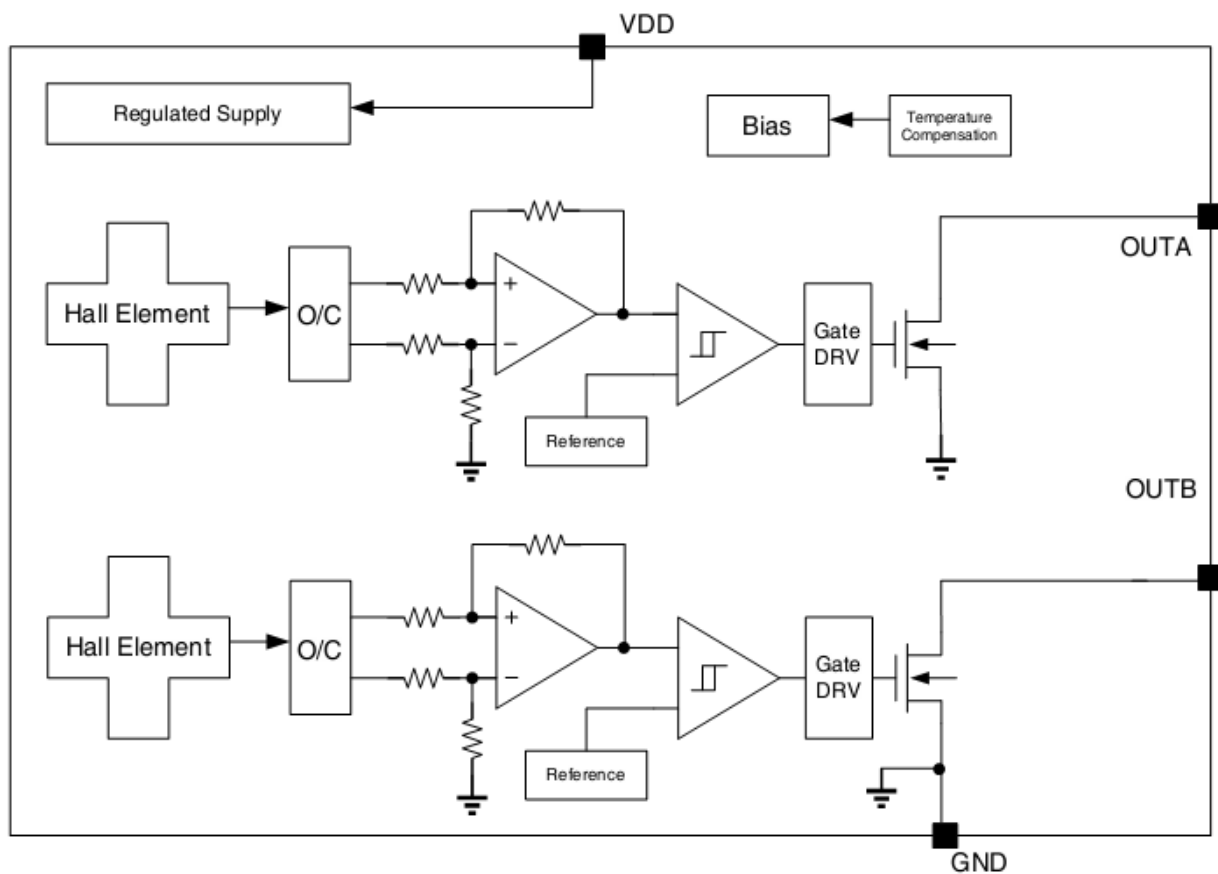 VDD
Regulated Supply
Bias
Temperature
Compensation
OUTA
Hall Element
O/C
+
−
Gate
DRV
Reference
OUTB
Hall Element
O/C
+
−
Gate
DRV
Reference
GND